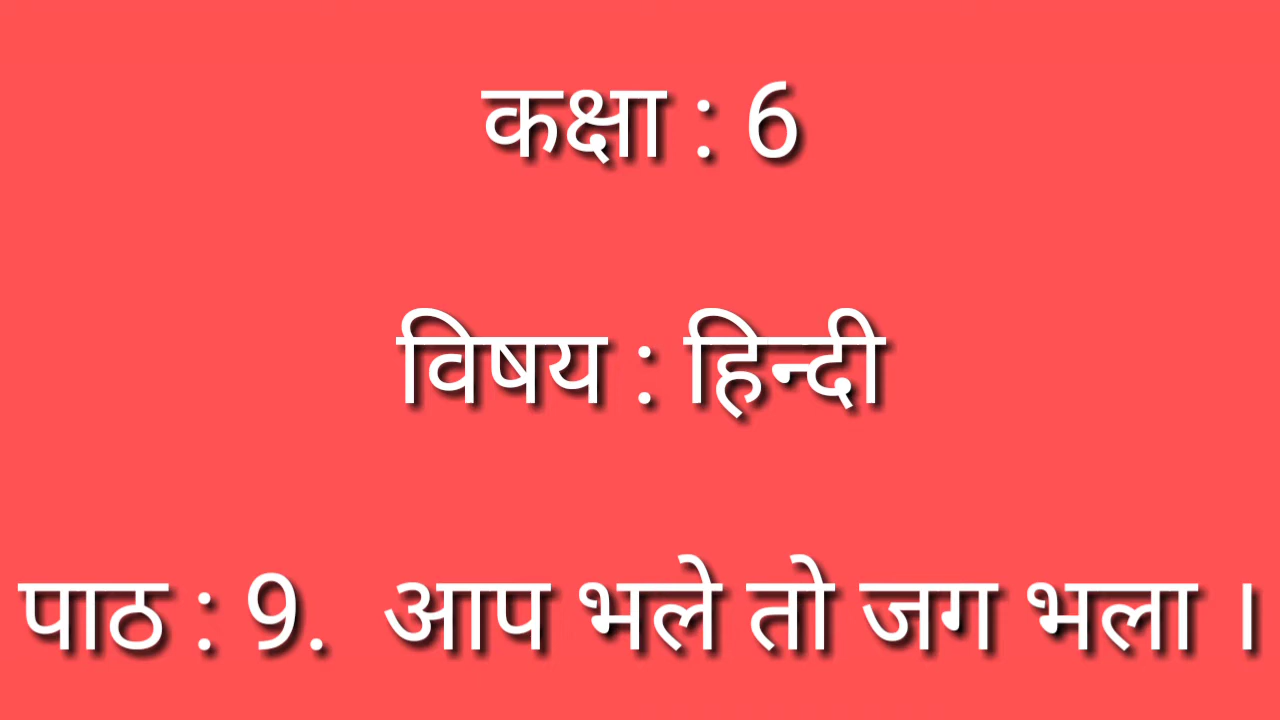 कक्षा : 6
विषय : हिन्दी
पाठ : 9. आप भले तो जग भला ।